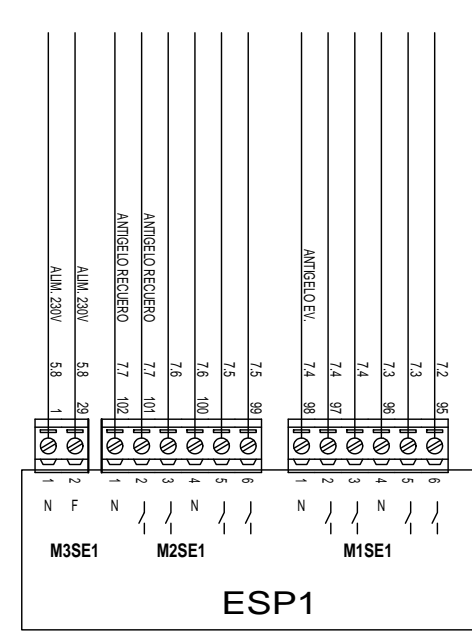 ALIM. 230V
ALIM. 230V
ANTIGELO RECUERO
ANTIGELO RECUERO
ANTIGELO EV.
5.8 5.8 7.7 7.7 7.6 7.6 7.5 7.5 7.4 7.4 7.4 7.3 7.3 7.2
1 29 102 101 100 99 98 97 96 95
1 2 1 2 3 4 5 6 1 2 3 4 5 6
N F N N N N
M3SE1 M2SE1 M1SE1
ESP1